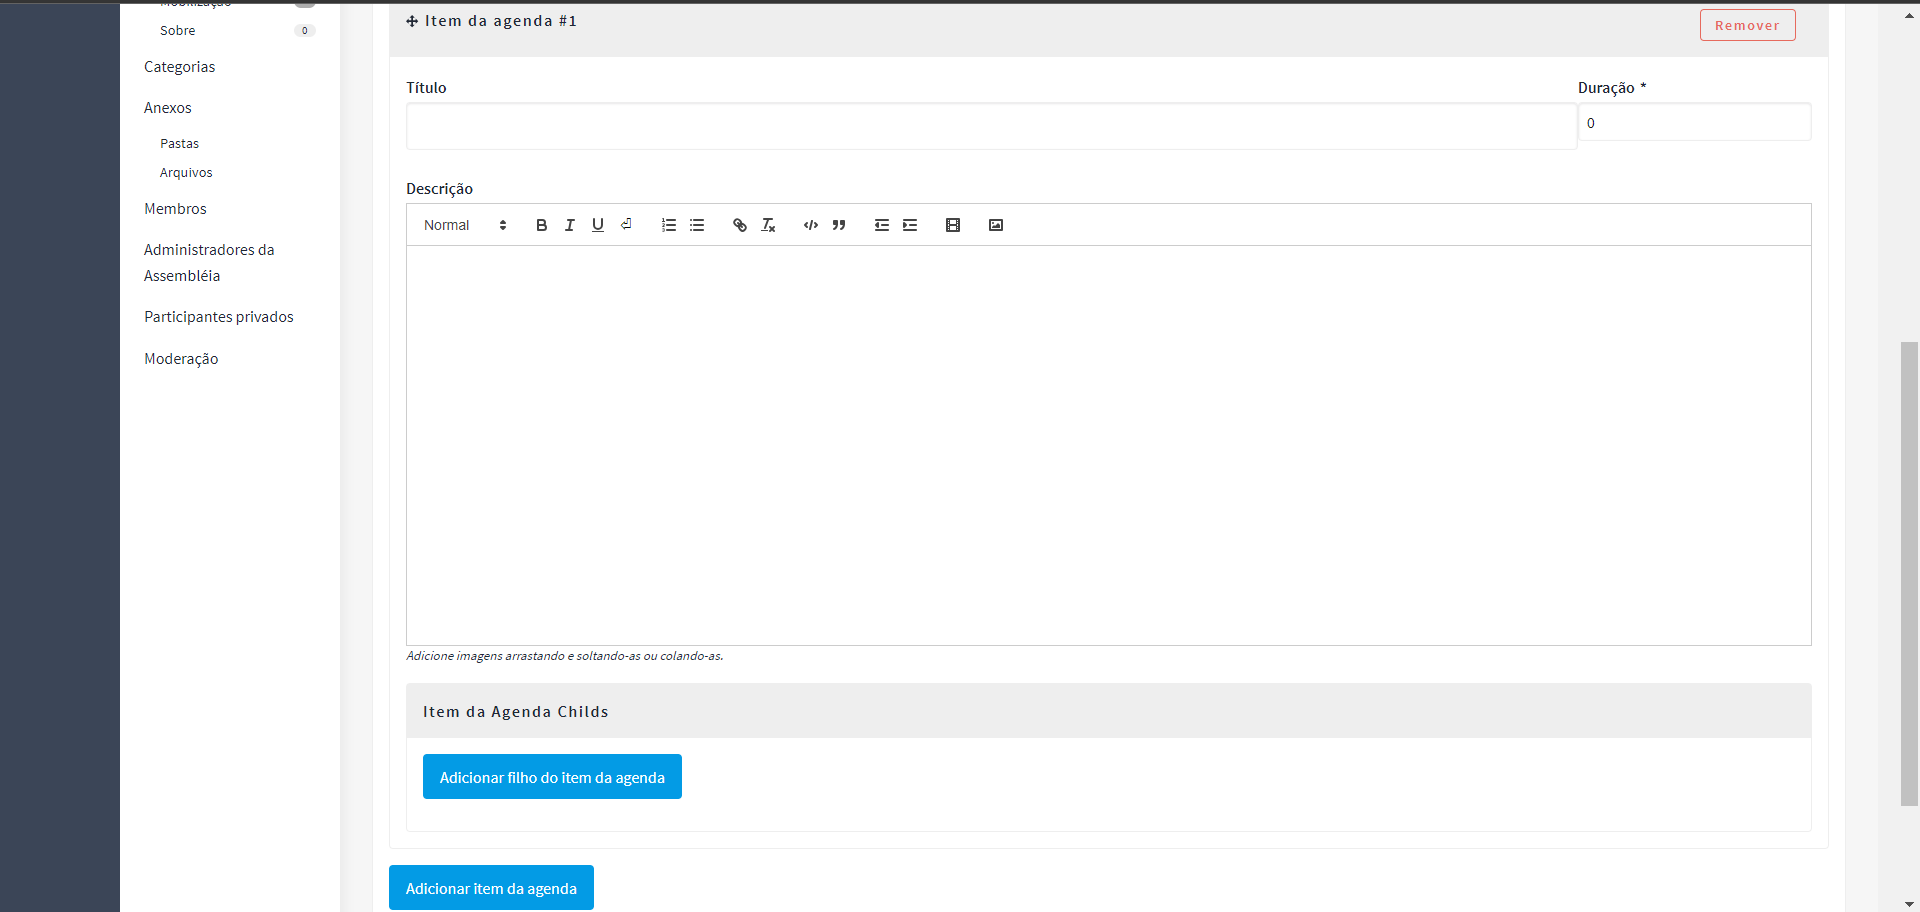 Mobilização
Sobre 0
Categorias
Anexos
Pastas
Arquivos
Membros
Administradores da
Assembléia
Participantes privados
Moderação
Item da agenda #1
Remover
Título
Duração *
0
Descrição
Normal
Adicione imagens arrastando e soltando-as ou colando-as.
Item da Agenda Childs
Adicionar filho do item da agenda
Adicionar item da agenda